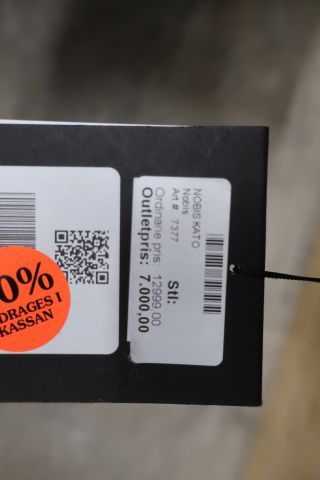 NOBIS KATO
Nobis
Art.# 7377
Stl:
Ordinarie pris: 12999,00
Outletpris: 7.000,00
0%
DRAGES I
KASSAN